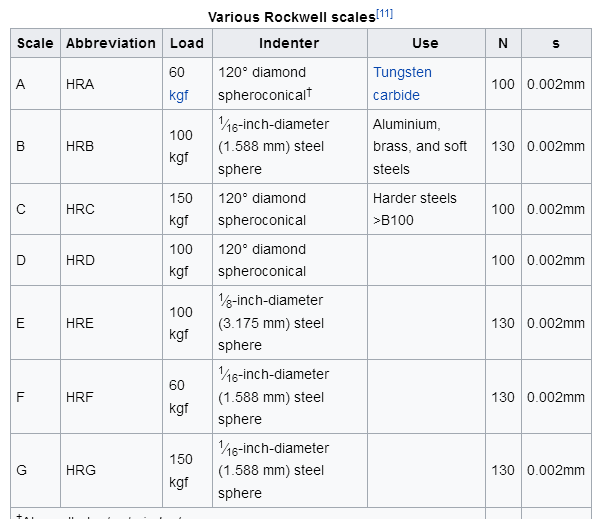 Various Rockwell scales[11]
Scale Abbreviation Load Indenter Use N s
A HRA 60 kgf 120° diamond spheroconical† Tungsten carbide 100 0.002mm
B HRB 100 kgf 1⁄16-inch-diameter (1.588 mm) steel sphere Aluminium, brass, and soft steels 130 0.002mm
C HRC 150 kgf 120° diamond spheroconical Harder steels >B100 100 0.002mm
D HRD 100 kgf 120° diamond spheroconical 100 0.002mm
E HRE 100 kgf 1⁄8-inch-diameter (3.175 mm) steel sphere 130 0.002mm
F HRF 60 kgf 1⁄16-inch-diameter (1.588 mm) steel sphere 130 0.002mm
G HRG 150 kgf 1⁄16-inch-diameter (1.588 mm) steel sphere 130 0.002mm